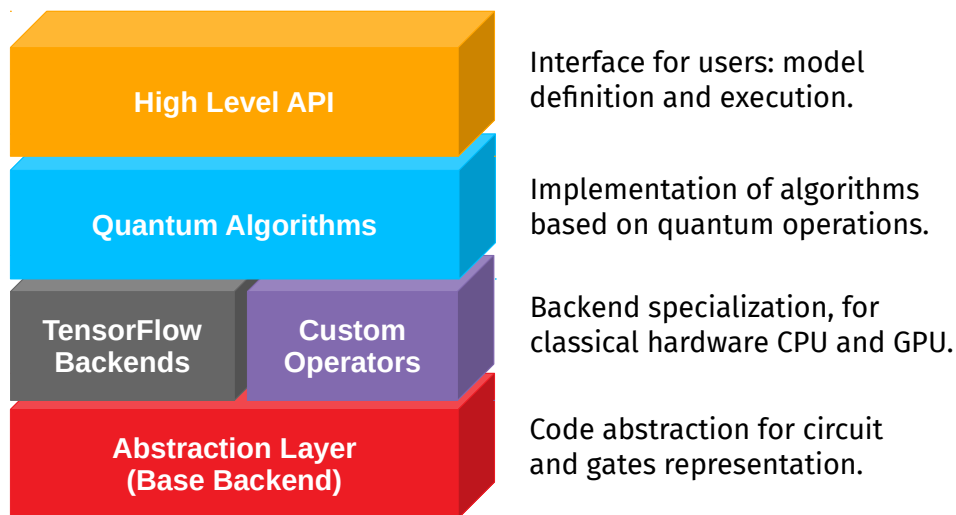 High Level API
Interface for users: model
definition and execution.
Quantum Algorithms
Implementation of algorithms
based on quantum operations.
TensorFlow
Backends
Custom
Operators
Backend specialization, for
classical hardware CPU and GPU.
Abstraction Layer
(Base Backend)
Code abstraction for circuit
and gates representation.